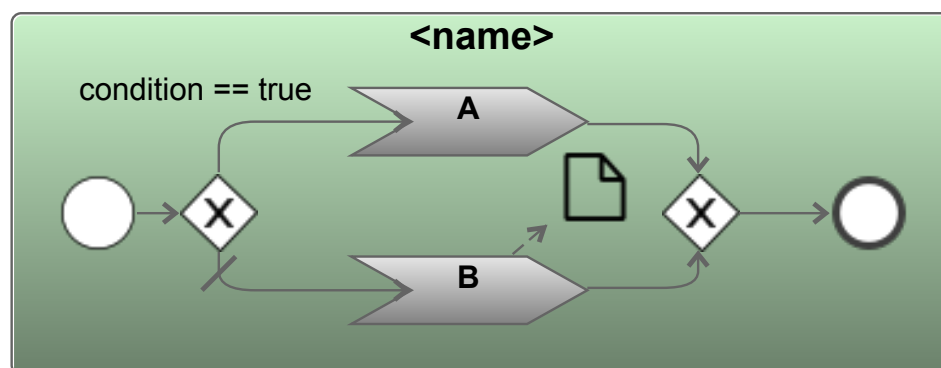 <name>
condition == true
A
X
X
B